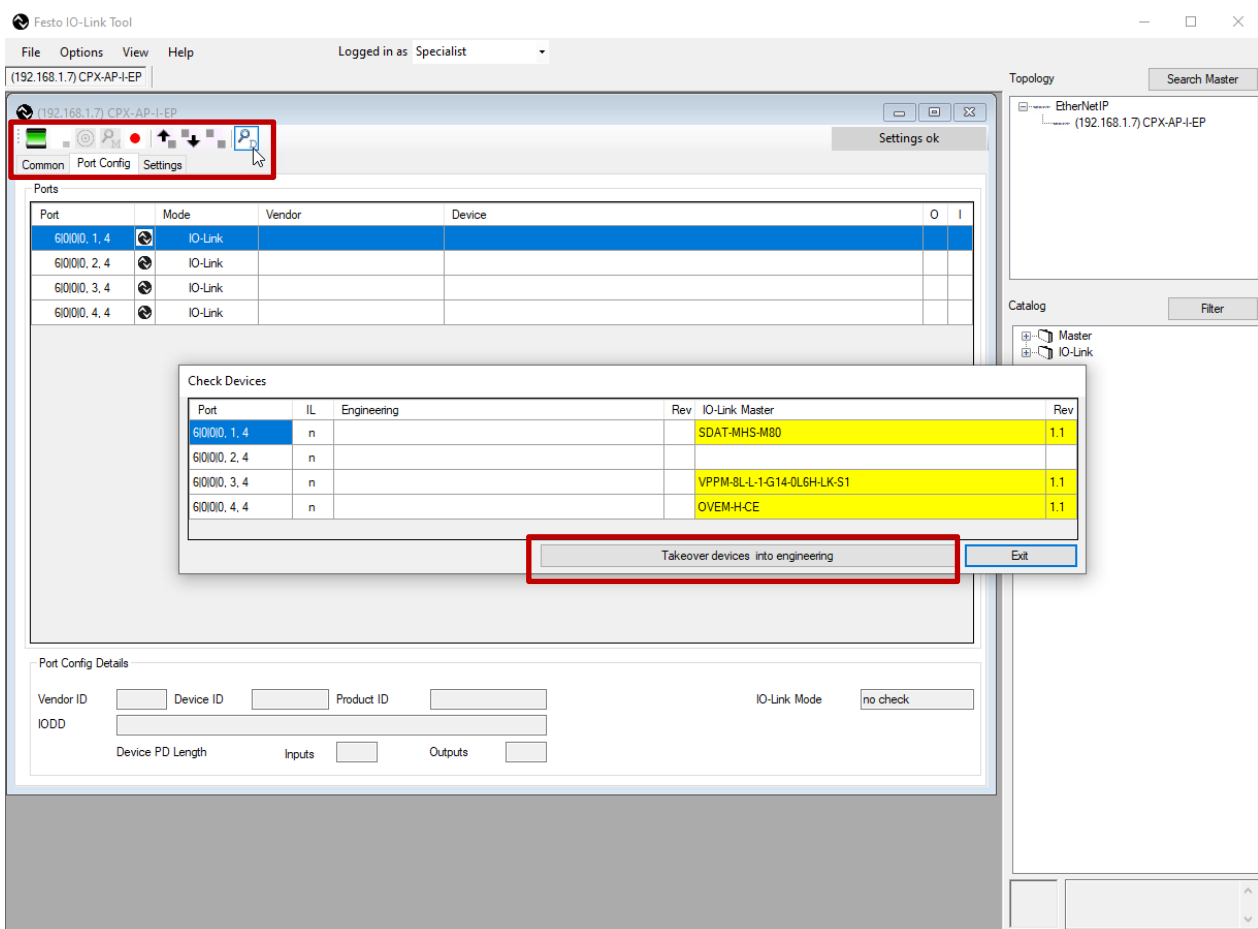 Festo IO-Link Tool
File Options View Help Logged in as Specialist
(192.168.1.7) CPX-AP-I-EP
Topology Search Master
EtherNetIP
(192.168.1.7) CPX-AP-I-EP
(192.168.1.7) CPX-AP-I-EP
Settings ok
Common Port Config Settings
Ports
Port Mode Vendor Device O I
6|0|0|0, 1, 4 IO-Link
6|0|0|0, 2, 4 IO-Link
6|0|0|0, 3, 4 IO-Link
6|0|0|0, 4, 4 IO-Link
Catalog Filter
Master
IO-Link
Check Devices
Port IL Engineering Rev IO-Link Master Rev
6|0|0|0, 1, 4 n SDAT-MHS-M80 1.1
6|0|0|0, 2, 4 n
6|0|0|0, 3, 4 n VPPM-8L-L-1-G14-0L6H-LK-S1 1.1
6|0|0|0, 4, 4 n OVEM-H-CE 1.1
Takeover devices into engineering Exit
Port Config Details
Vendor ID Device ID Product ID IO-Link Mode no check
IODD
Device PD Length Inputs Outputs